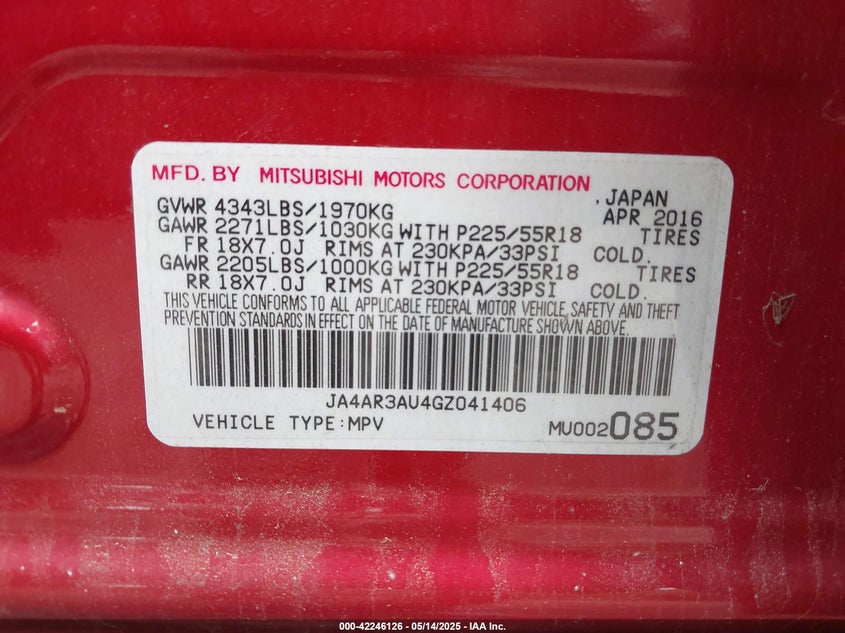 MFD. BY MITSUBISHI MOTORS CORPORATION
.JAPAN
GVWR 4343LBS/1970KG APR 2016
GAWR 2271LBS/1030KG WITH P225/55R18 TIRES
FR 18X7.0J RIMS AT 230KPA/33PSI COLD.
GAWR 2205LBS/1000KG WITH P225/55R18 TIRES
RR 18X7.0J RIMS AT 230KPA/33PSI COLD.
THIS VEHICLE CONFORMS TO ALL APPLICABLE FEDERAL MOTOR VEHICLE, SAFETY AND THEFT
PREVENTION STANDARDS IN EFFECT ON THE DATE OF MANUFACTURE SHOWN ABOVE.
JA4AR3AU4GZ041406
VEHICLE TYPE:MPV MU002085
000-42246126 - 05/14/2025 - IAA Inc.